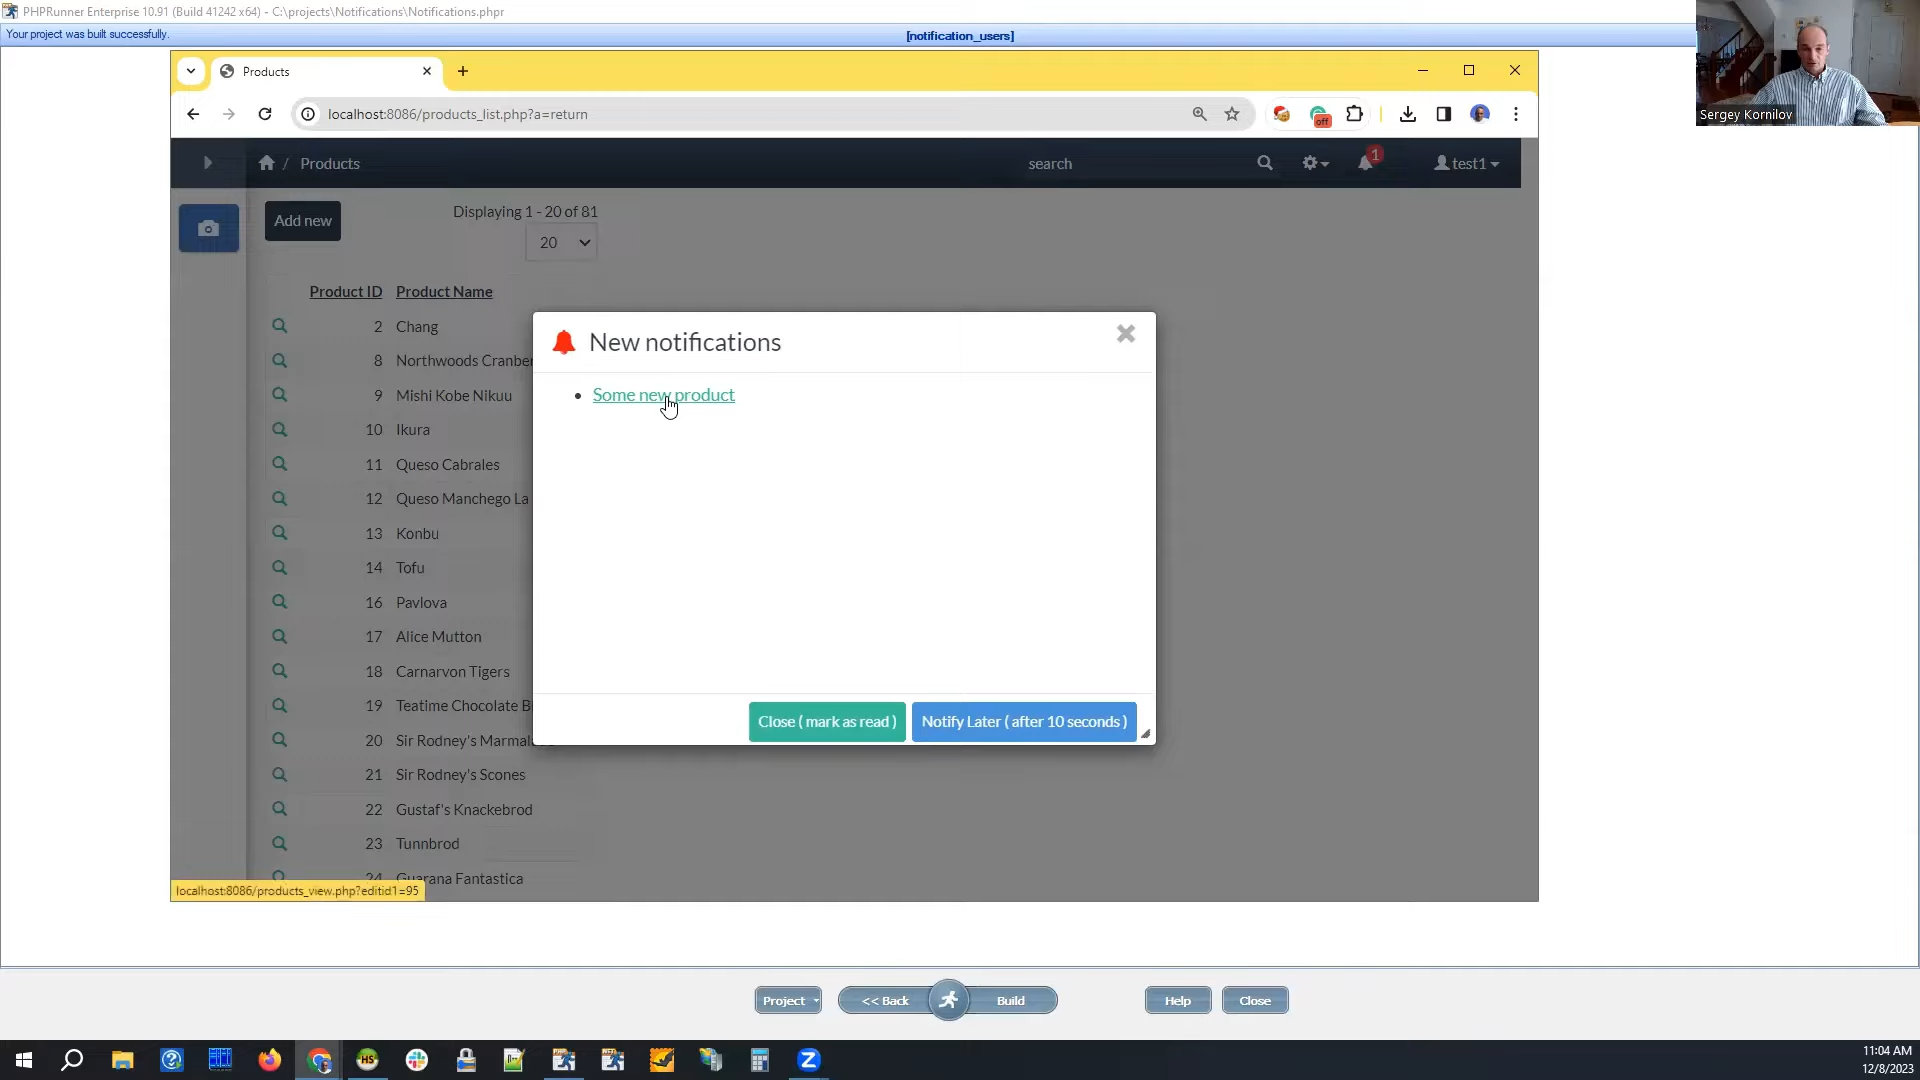 PHPRunner Enterprise 10.91 (Build 41242 x64) - C:\projects\Notifications\Notifications.phpr
Your project was built successfully.
[notification_users]
Sergey Kornilov
Products
localhost:8086/products_list.php?a=return
off
/ Products
search
1
test1
Add new
Displaying 1 - 20 of 81
20
Product ID Product Name
2 Chang
8 Northwoods Cranber
9 Mishi Kobe Nikuu
10 Ikura
11 Queso Cabrales
12 Queso Manchego La
13 Konbu
14 Tofu
16 Pavlova
17 Alice Mutton
18 Carnarvon Tigers
19 Teatime Chocolate B
20 Sir Rodney's Marmal
21 Sir Rodney's Scones
22 Gustaf's Knackebrod
23 Tunnbrod
24 Guarana Fantastica
New notifications
Some new product
Close ( mark as read )
Notify Later ( after 10 seconds )
localhost:8086/products_view.php?editid1=95
Project
<< Back
Build
Help
Close
HS
Z
11:04 AM
12/8/2023